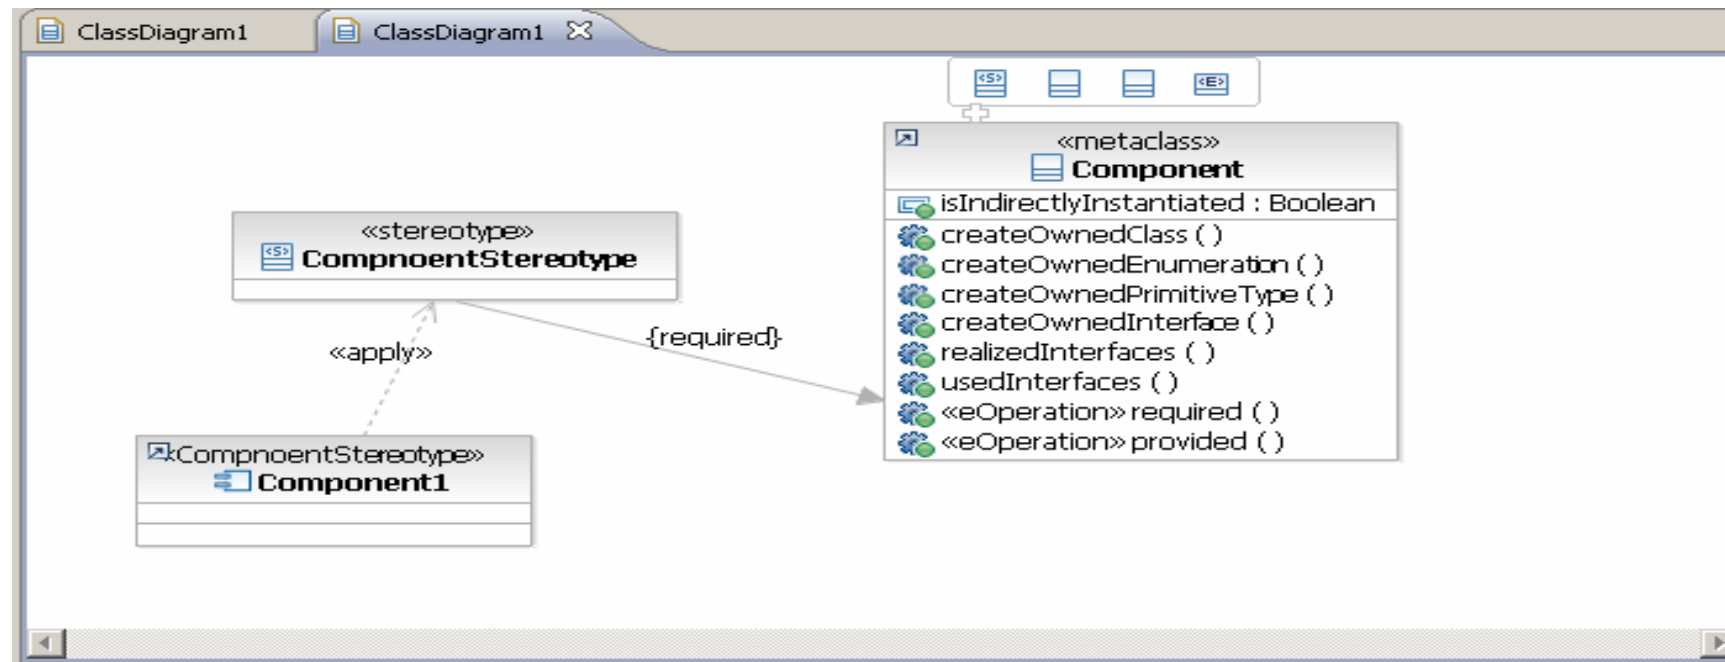 ClassDiagram1 ClassDiagram1
<S> <E>
«metaclass»
Component
isIndirectlyInstantiated : Boolean
createOwnedClass ( )
createOwnedEnumeration ( )
createOwnedPrimitiveType ( )
createOwnedInterface ( )
realizedInterfaces ( )
usedInterfaces ( )
«eOperation» required ( )
«eOperation» provided ( )
«stereotype»
<S> CompnoentStereotype
{required}
«apply»
‹CompnoentStereotype»
Component1